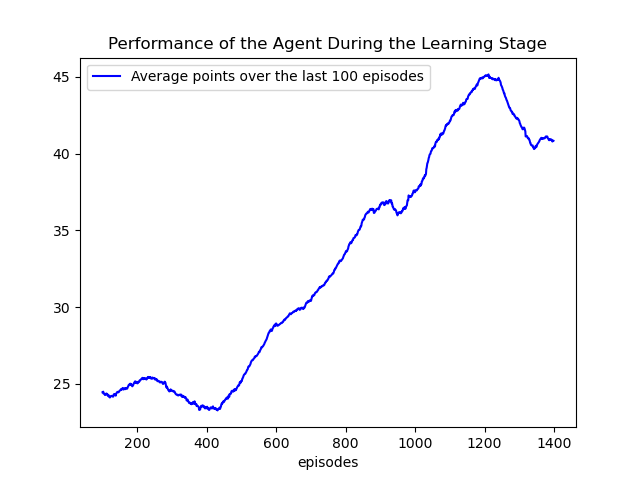 Performance of the Agent During the Learning Stage
Average points over the last 100 episodes
45
40
35
30
25
200 400 600 800 1000 1200 1400
episodes